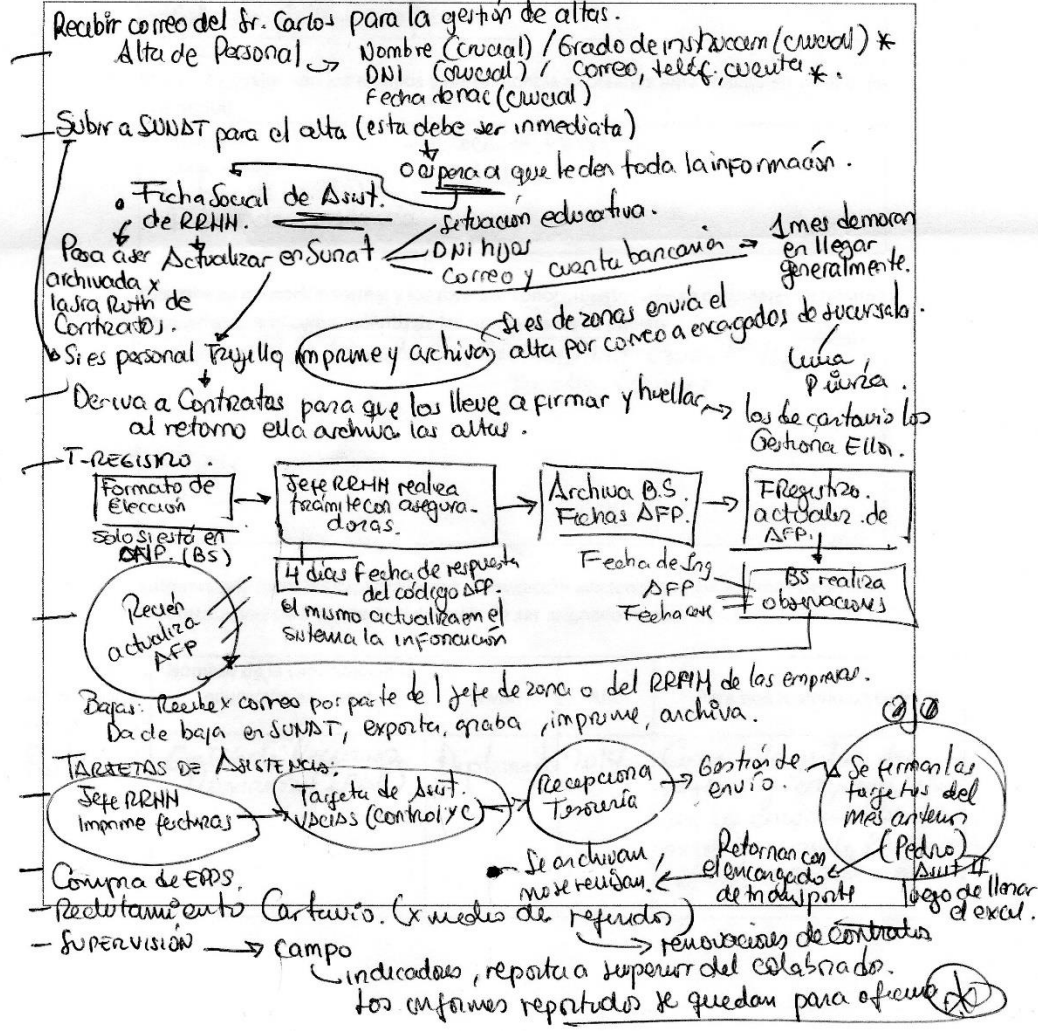 Recibir correo del Sr. Carlos para la gestión de altas.
Alta de Personal → Nombre (crucial) / Grado de instruccion (crucial) *
DNI (crucial) / correo, teléf, cuenta *.
Fecha de nac (crucial)
Subir a SUNAT para el alta (esta debe ser inmediata)
o espera a que le den toda la información.
• Ficha Social de Asist.
de RRHH.
Situación educativa.
DNI hijos
Correo y cuenta bancaria → 1 mes demoran
en llegar
generalmente.
Pasa a ser
archivada x
la sra Ruth de
Contratos.
Actualizar en Sunat
Si es de zonas envía el
alta por correo a encagados de sucursales.
Si es personal Trujillo imprime y archiva
Lima,
Piura.
Deriva a Contratas para que los lleve a firmar y huellar → los de cartavio los
al retorno ella archiva las altas.
Gestiona Ellos.
T-REGISTRO.
Formato de
Elección
Jefe RRHH realiza
trámite con asegura-
doras.
Archiva B.S.
Fichas AFP.
T Registro.
actualiz. de
AFP.
Solo si está en
(BS)
4 días fecha de respuesta
del código AFP.
el mismo actualiza en el
sistema la información
Fecha de Ing
AFP
Fecha
BS realiza
observaciones
Recién
actualiza
AFP
Bajas: Recibe x correo por parte del jefe de zona o del RRHH de las empresas.
Da de baja en SUNAT, exporta, graba, imprime, archiva.
TARJETAS DE ASISTENCIA.
Jefe RRHH
Imprime
Tarjeta de Asist.
VACIAS (Control y C)
Recepciona
Tesorería
Gestión de
envío.
Se firman las
targetas del
mes anterior
(Pedro)
Asist II
luego de llenar
el excel.
Retornan con
el encargado
de transporte
Se archivan,
no se revisan.
- Compra de EPPS.
- Reclutamiento Cartavio. (x medio de referidos)
→ renovaciones de contratos
- SUPERVISIÓN → Campo
indicadores, reporta a superior del colaborador.
Los informes reportados se quedan para oficina